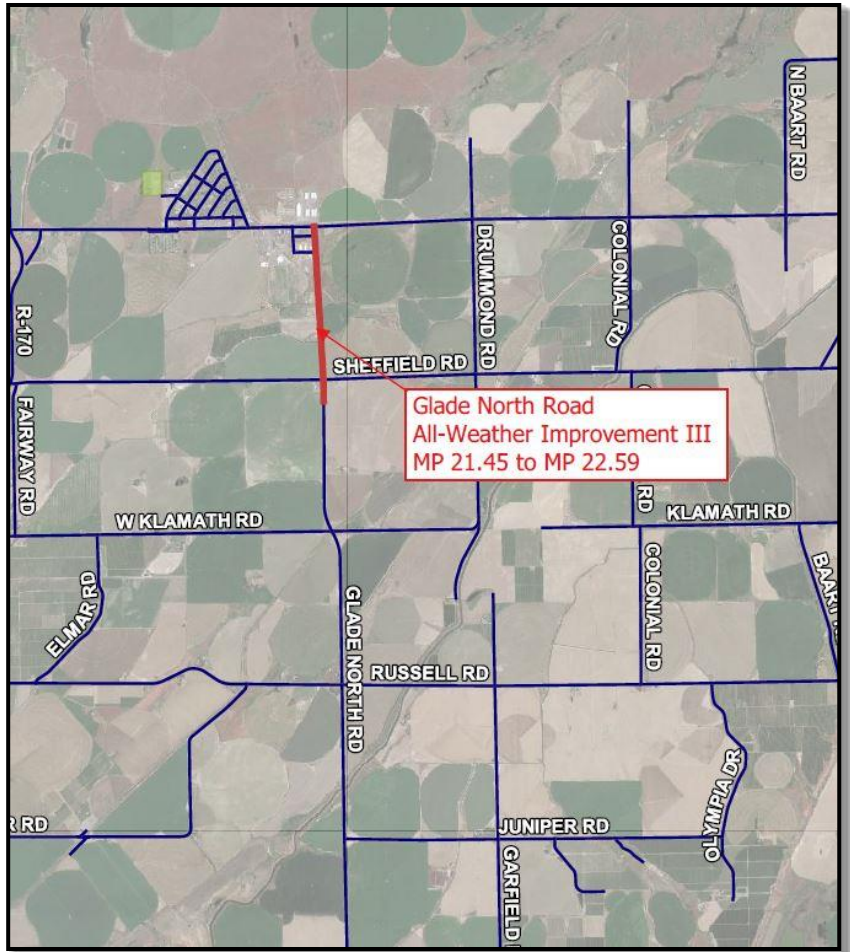 N BAART RD
DRUMMOND RD
COLONIAL RD
R-170
SHEFFIELD RD
Glade North Road
All-Weather Improvement III
MP 21.45 to MP 22.59
FAIRWAY RD
RD
W KLAMATH RD
KLAMATH RD
ELMAR RD
GLADE NORTH RD
COLONIAL RD
BAART
RUSSELL RD
OLYMPIA DR
R RD
JUNIPER RD
GARFIELD